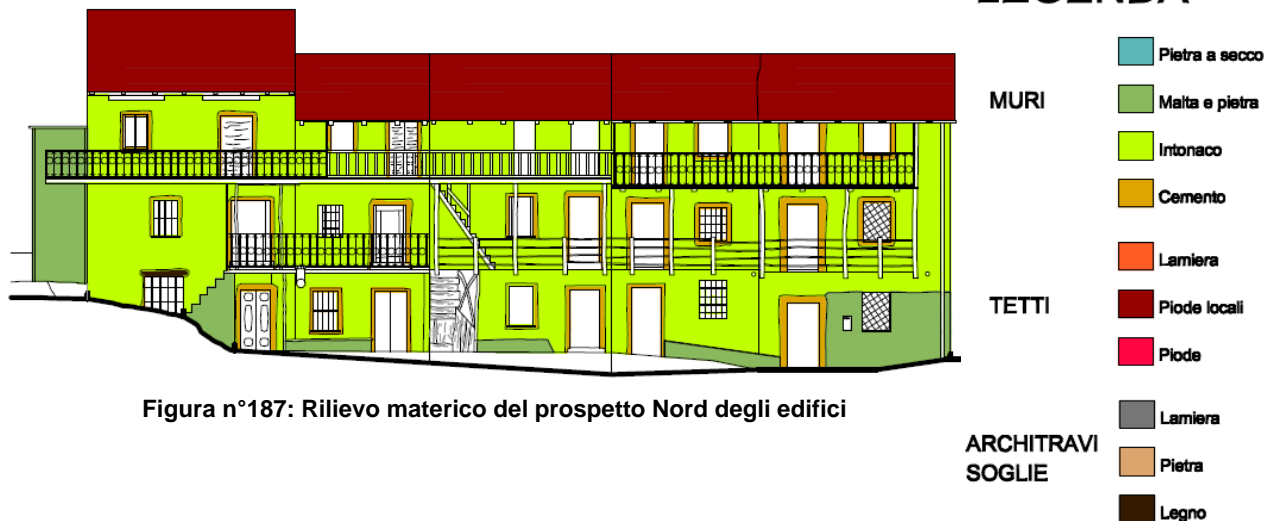 LEGENDA
MURI
Pietra a secco
Malta e pietra
Intonaco
Cemento
TETTI
Lamiera
Piode locali
Piode
ARCHITRAVI
SOGLIE
Lamiera
Pietra
Legno
Figura n°187: Rilievo materico del prospetto Nord degli edifici